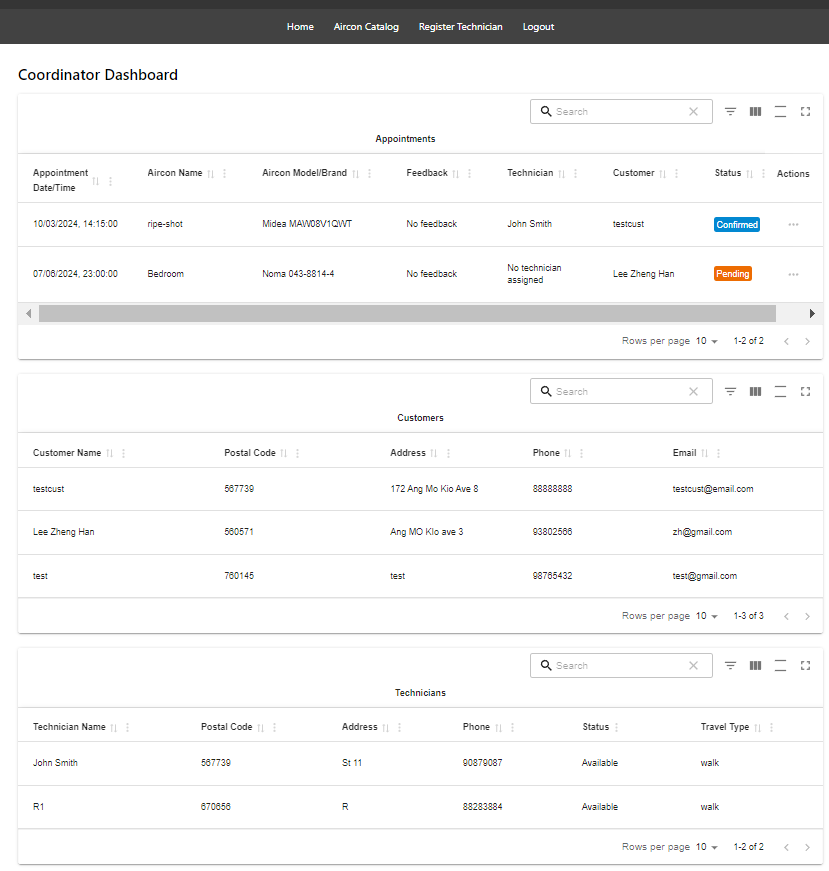 Home Aircon Catalog Register Technician Logout
Coordinator Dashboard
Search
Appointments
Appointment Date/Time Aircon Name Aircon Model/Brand Feedback Technician Customer Status Actions
10/03/2024, 14:15:00 ripe-shot Midea MAW08V1QWT No feedback John Smith testcust Confirmed
07/06/2024, 23:00:00 Bedroom Noma 043-8814-4 No feedback No technician assigned Lee Zheng Han Pending
Rows per page 10 1-2 of 2
Search
Customers
Customer Name Postal Code Address Phone Email
testcust 567739 172 Ang Mo Kio Ave 8 88888888 testcust@email.com
Lee Zheng Han 560571 Ang MO KIo ave 3 93802566 zh@gmail.com
test 760145 test 98765432 test@gmail.com
Rows per page 10 1-3 of 3
Search
Technicians
Technician Name Postal Code Address Phone Status Travel Type
John Smith 567739 St 11 90879087 Available walk
R1 670656 R 88283884 Available walk
Rows per page 10 1-2 of 2